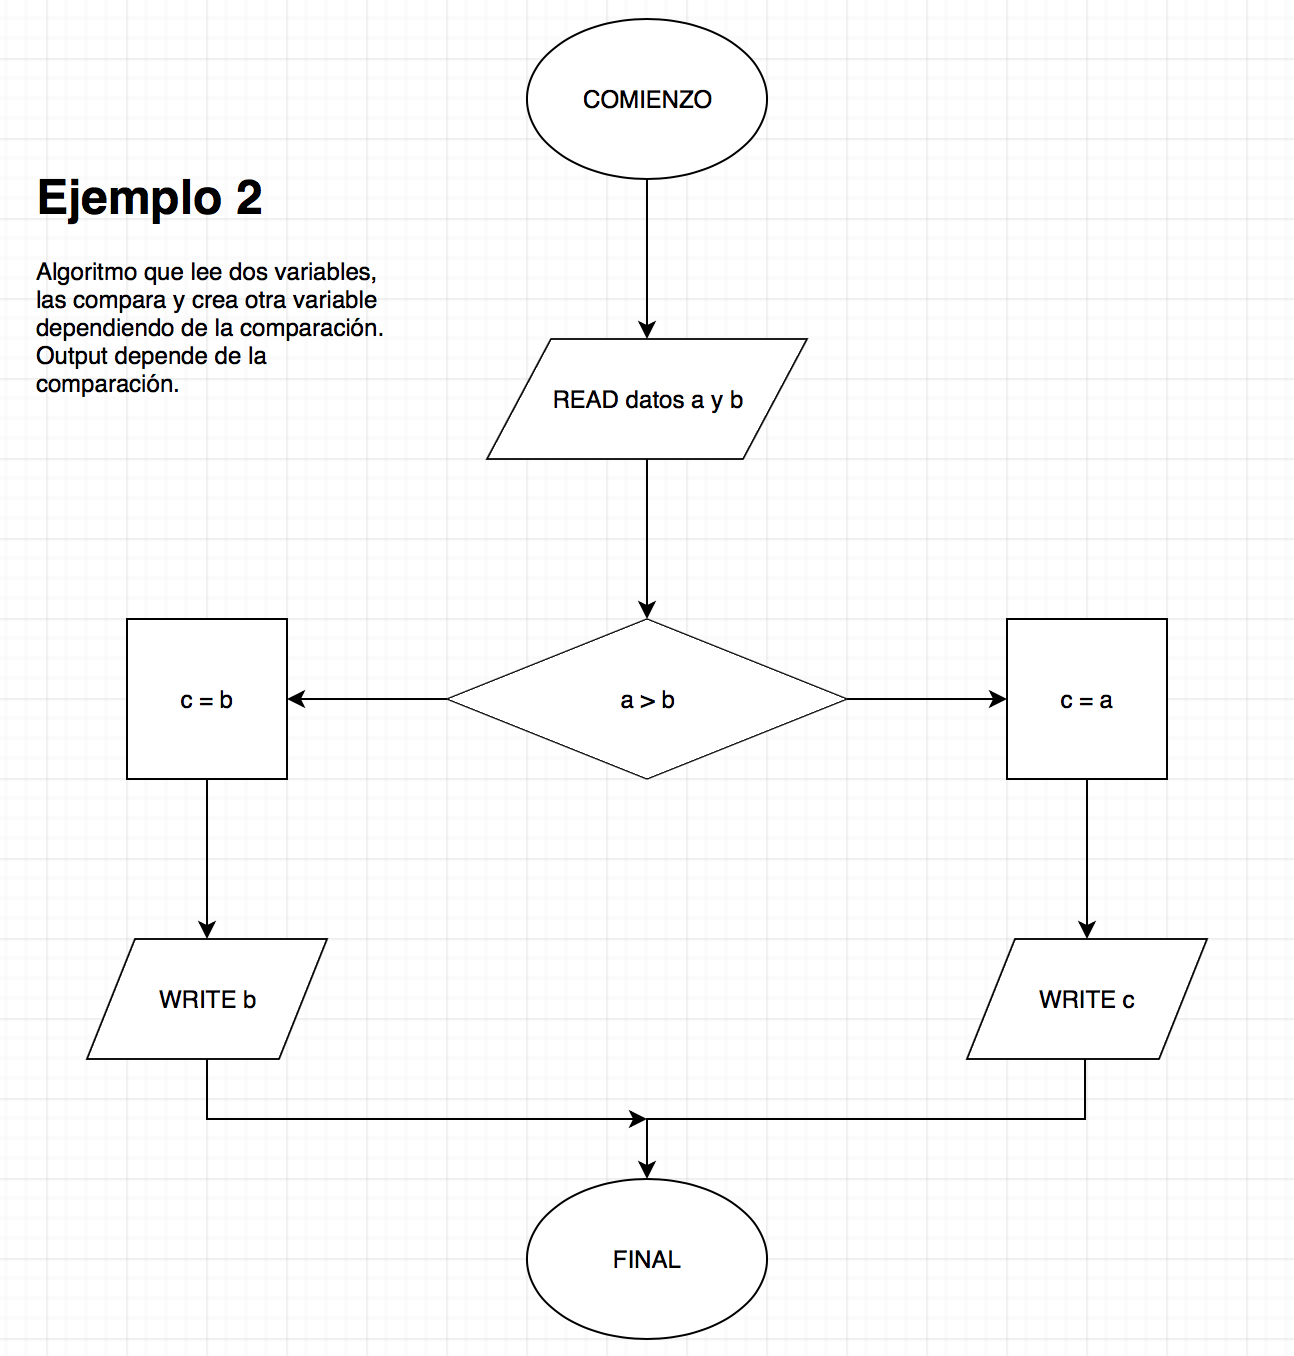 COMIENZO
Ejemplo 2
Algoritmo que lee dos variables,
las compara y crea otra variable
dependiendo de la comparación.
Output depende de la
comparación.
READ datos a y b
c = b
a > b
c = a
WRITE b
WRITE c
FINAL